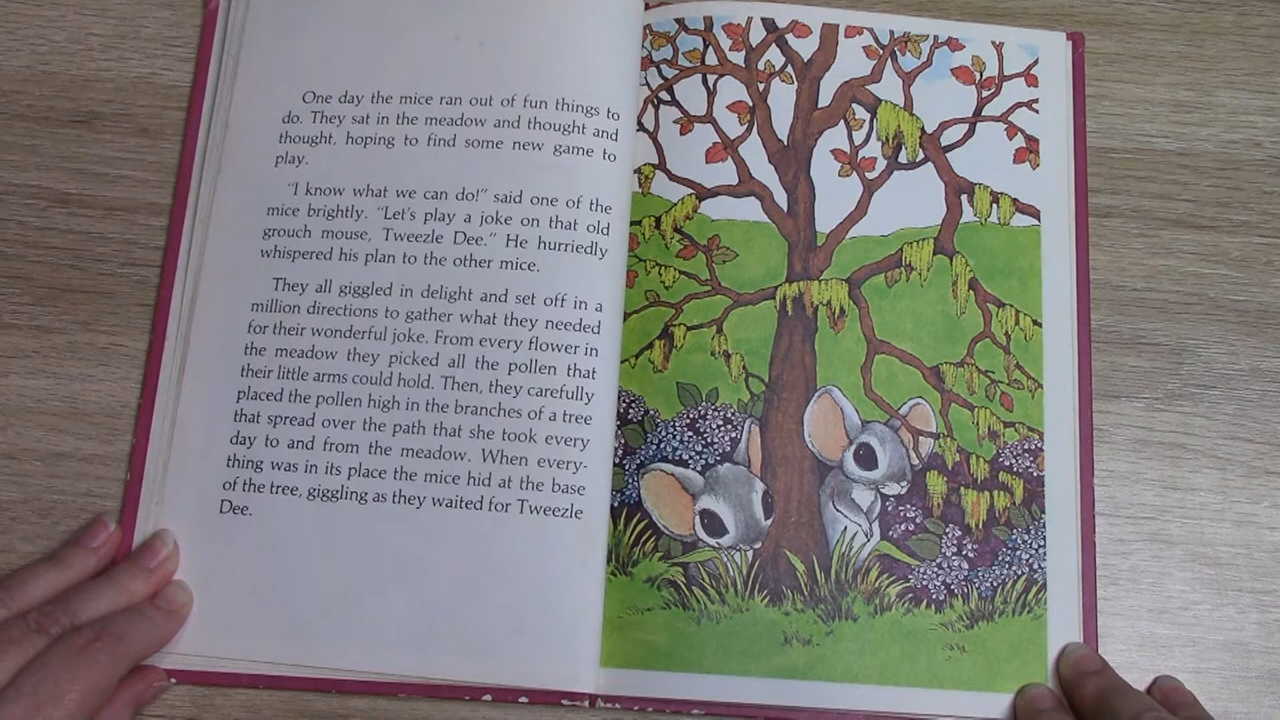 One day the mice ran out of fun things to
do. They sat in the meadow and thought and
thought, hoping to find some new game to
play.
"I know what we can do!" said one of the
mice brightly. "Let's play a joke on that old
grouch mouse, Tweezle Dee." He hurriedly
whispered his plan to the other mice.
They all giggled in delight and set off in a
million directions to gather what they needed
for their wonderful joke. From every flower in
the meadow they picked all the pollen that
their little arms could hold. Then, they carefully
placed the pollen high in the branches of a tree
that spread over the path that she took every
day to and from the meadow. When every-
thing was in its place the mice hid at the base
of the tree, giggling as they waited for Tweezle
Dee.